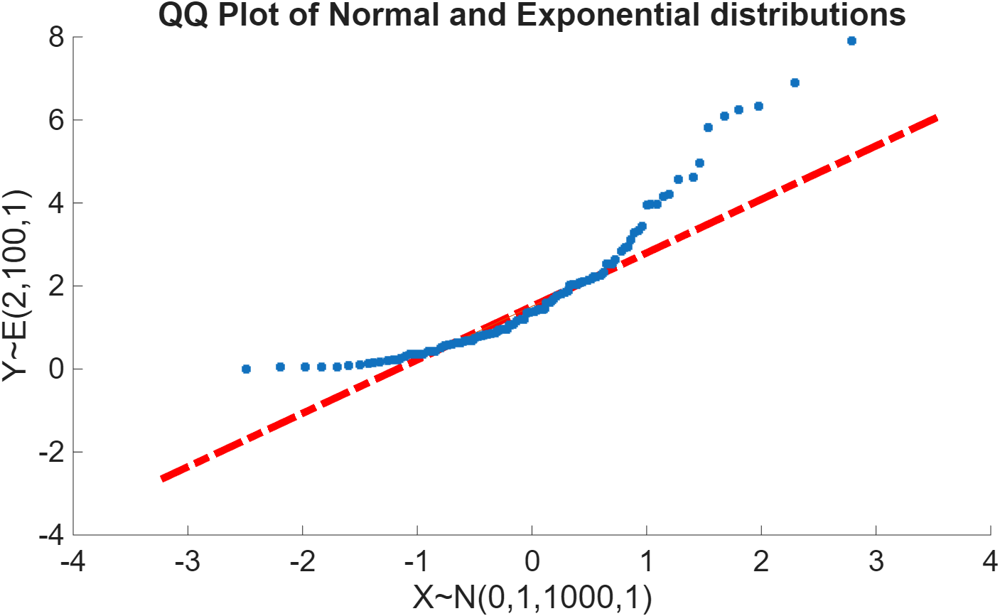 QQ Plot of Normal and Exponential distributions
8
6
4
2
0
-2
-4
Y~E(2,100,1)
-4 -3 -2 -1 0 1 2 3 4
X~N(0,1,1000,1)